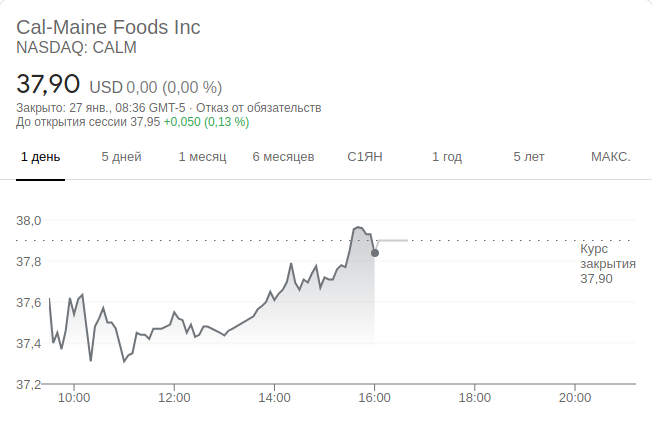 Cal-Maine Foods Inc
NASDAQ: CALM
37,90 USD 0,00 (0,00 %)
Закрыто: 27 янв., 08:36 GMT-5 · Отказ от обязательств
До открытия сессии 37,95 +0,050 (0,13 %)
1 день 5 дней 1 месяц 6 месяцев С1ЯН 1 год 5 лет МАКС.
38,0
Курс
37,8
закрытия
37,90
37,6
37,4
37,2
10:00 12:00 14:00 16:00 18:00 20:00